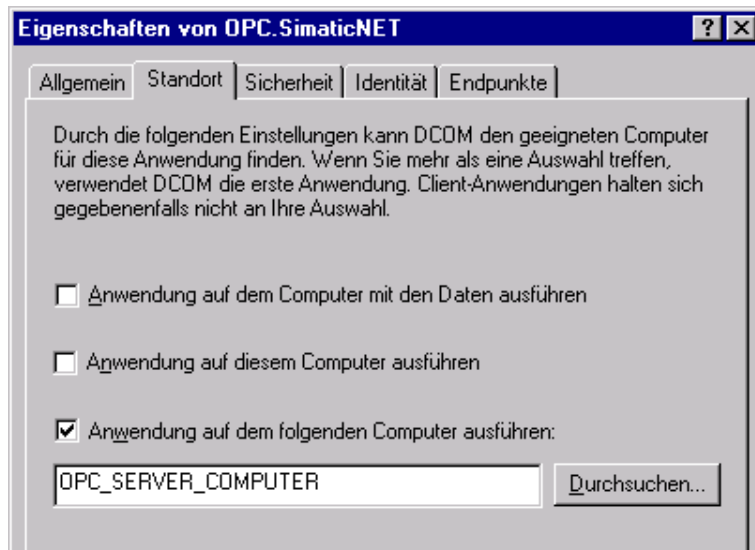 Eigenschaften von OPC.SimaticNET
Allgemein Standort Sicherheit Identität Endpunkte
Durch die folgenden Einstellungen kann DCOM den geeigneten Computer
für diese Anwendung finden. Wenn Sie mehr als eine Auswahl treffen,
verwendet DCOM die erste Anwendung. Client-Anwendungen halten sich
gegebenenfalls nicht an Ihre Auswahl.
Anwendung auf dem Computer mit den Daten ausführen
Anwendung auf diesem Computer ausführen
Anwendung auf dem folgenden Computer ausführen:
OPC_SERVER_COMPUTER
Durchsuchen...